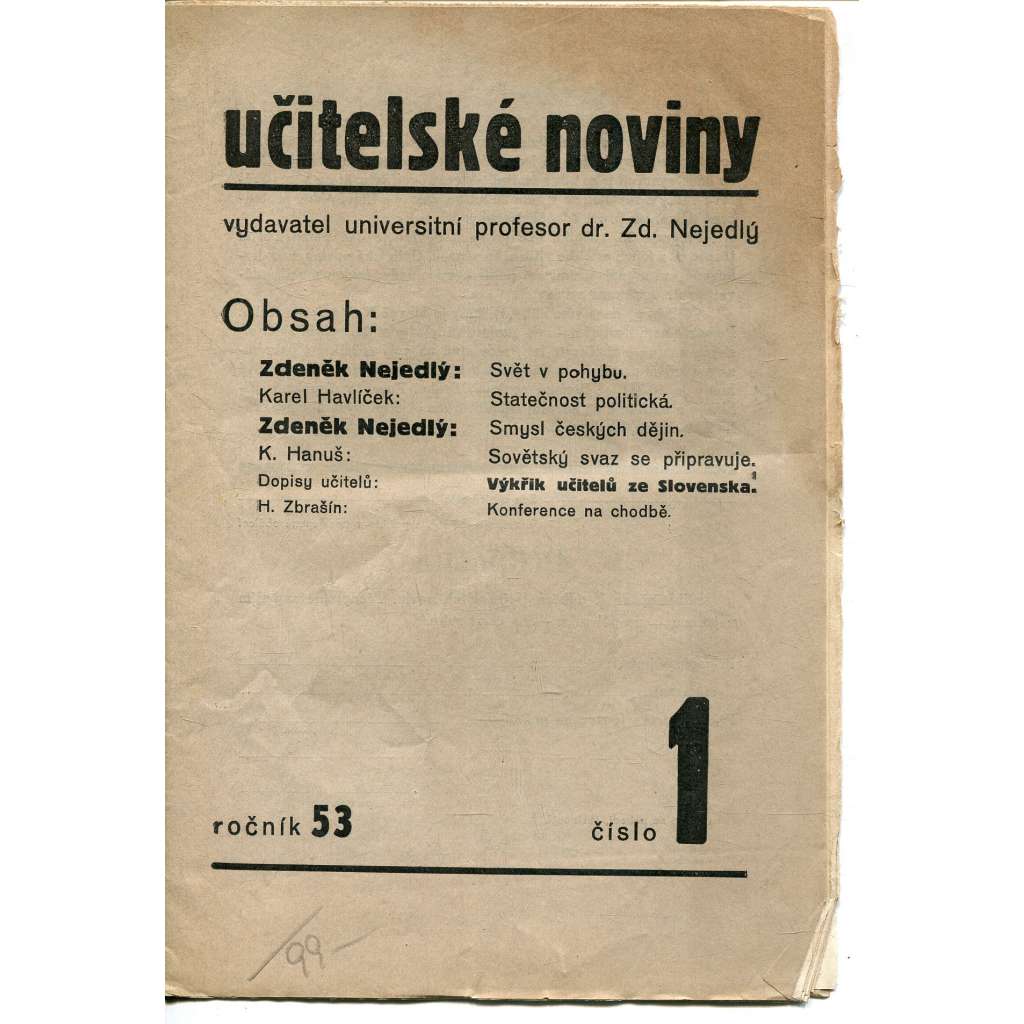 učitelské noviny
vydavatel universitní profesor dr. Zd. Nejedlý
Obsah:
Zdeněk Nejedlý: Svět v pohybu.
Karel Havlíček: Statečnost politická.
Zdeněk Nejedlý: Smysl českých dějin.
K. Hanuš: Sovětský svaz se připravuje.
Dopisy učitelů: Výkřik učitelů ze Slovenska.
H. Zbrašín: Konference na chodbě.
ročník 53 číslo 1
/99-